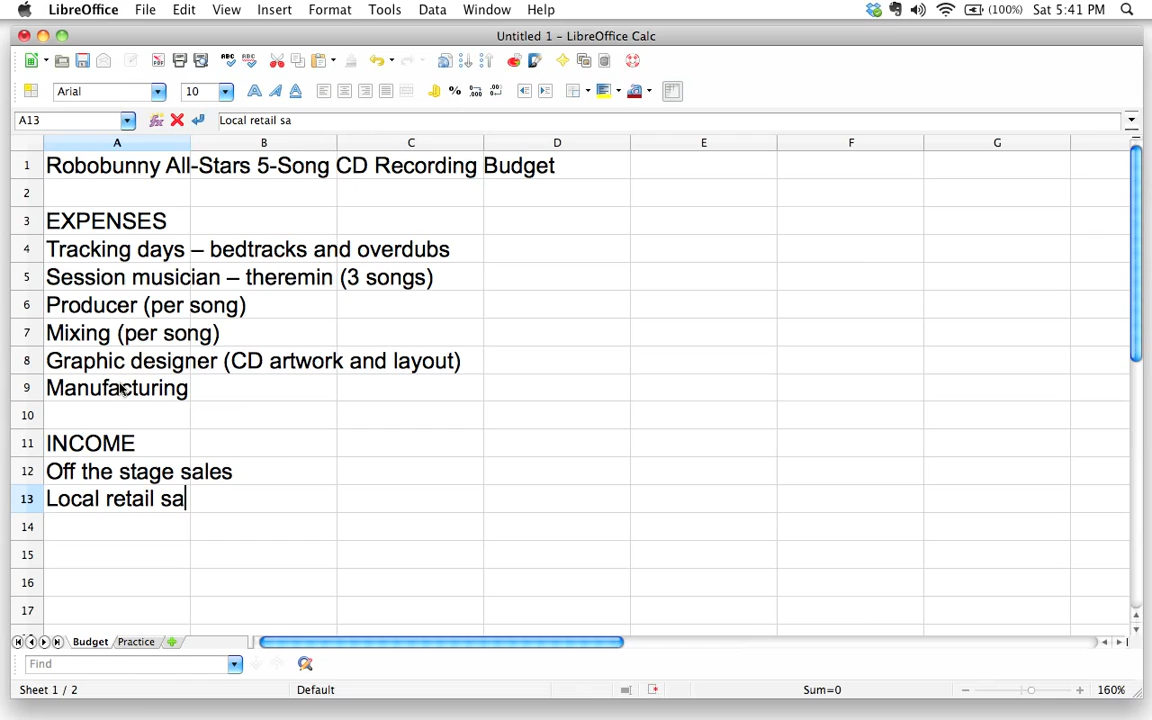 LibreOffice File Edit View Insert Format Tools Data Window Help (100%) Sat 5:41 PM
Untitled 1 – LibreOffice Calc
Arial 10
A13 Local retail sa
A B C D E F G
1 Robobunny All-Stars 5-Song CD Recording Budget
2
3 EXPENSES
4 Tracking days – bedtracks and overdubs
5 Session musician – theremin (3 songs)
6 Producer (per song)
7 Mixing (per song)
8 Graphic designer (CD artwork and layout)
9 Manufacturing
10
11 INCOME
12 Off the stage sales
13 Local retail sa
14
15
16
17
Budget Practice
Find
Sheet 1 / 2 Default Sum=0 160%